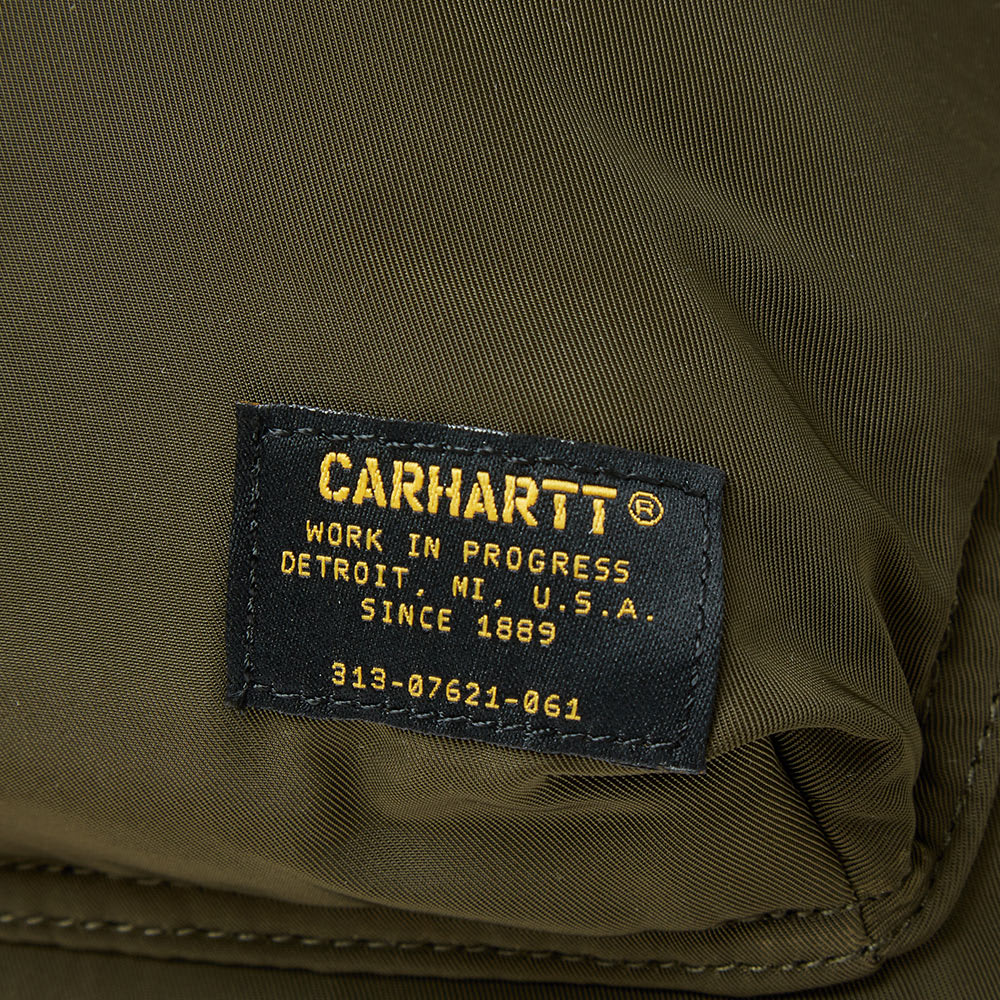 CARHARTT®
WORK IN PROGRESS
DETROIT, MI, U.S.A.
SINCE 1889
313-07621-061